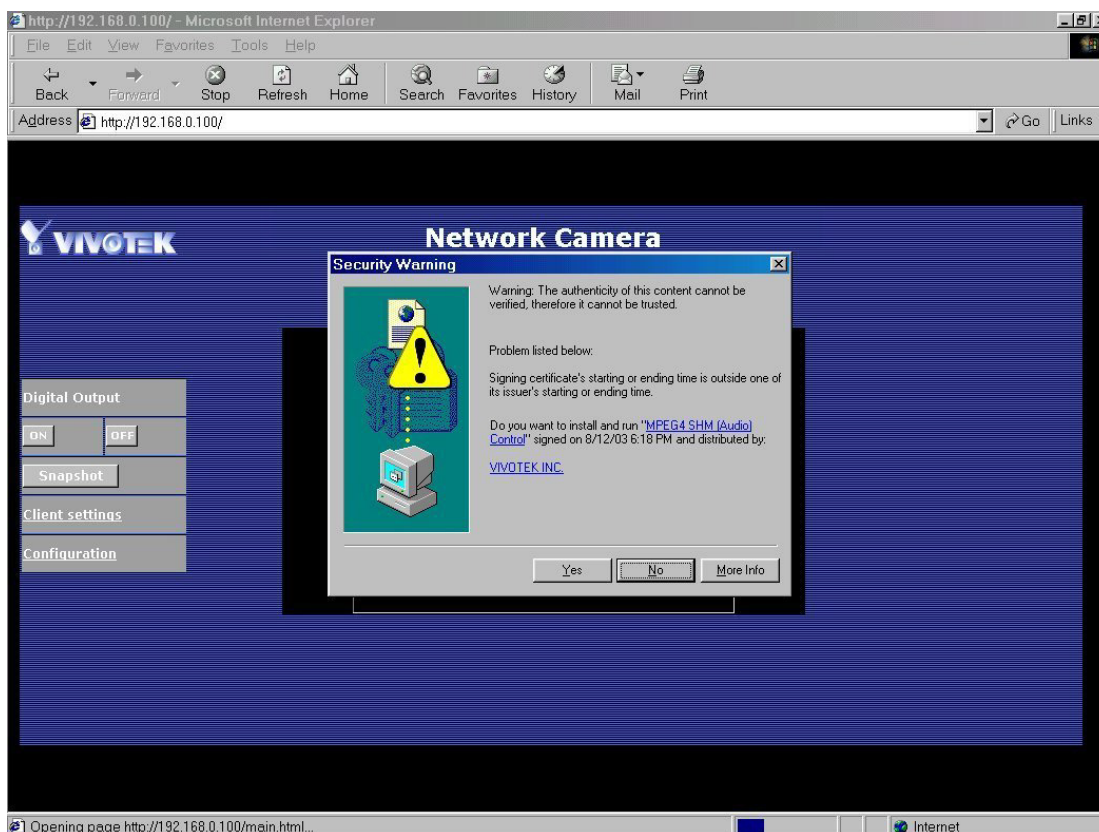 http://192.168.0.100/ - Microsoft Internet Explorer
File Edit View Favorites Tools Help
Back Forward Stop Refresh Home Search Favorites History Mail Print
Address http://192.168.0.100/ Go Links
VIVOTEK
Network Camera
Security Warning
Warning: The authenticity of this content cannot be
verified, therefore it cannot be trusted.
Problem listed below:
Signing certificate's starting or ending time is outside one of
its issuer's starting or ending time.
Do you want to install and run "MPEG4 SHM (Audio)
Control" signed on 8/12/03 6:18 PM and distributed by:
VIVOTEK INC.
Yes No More Info
Digital Output
ON OFF
Snapshot
Client settings
Configuration
Opening page http://192.168.0.100/main.html... Internet